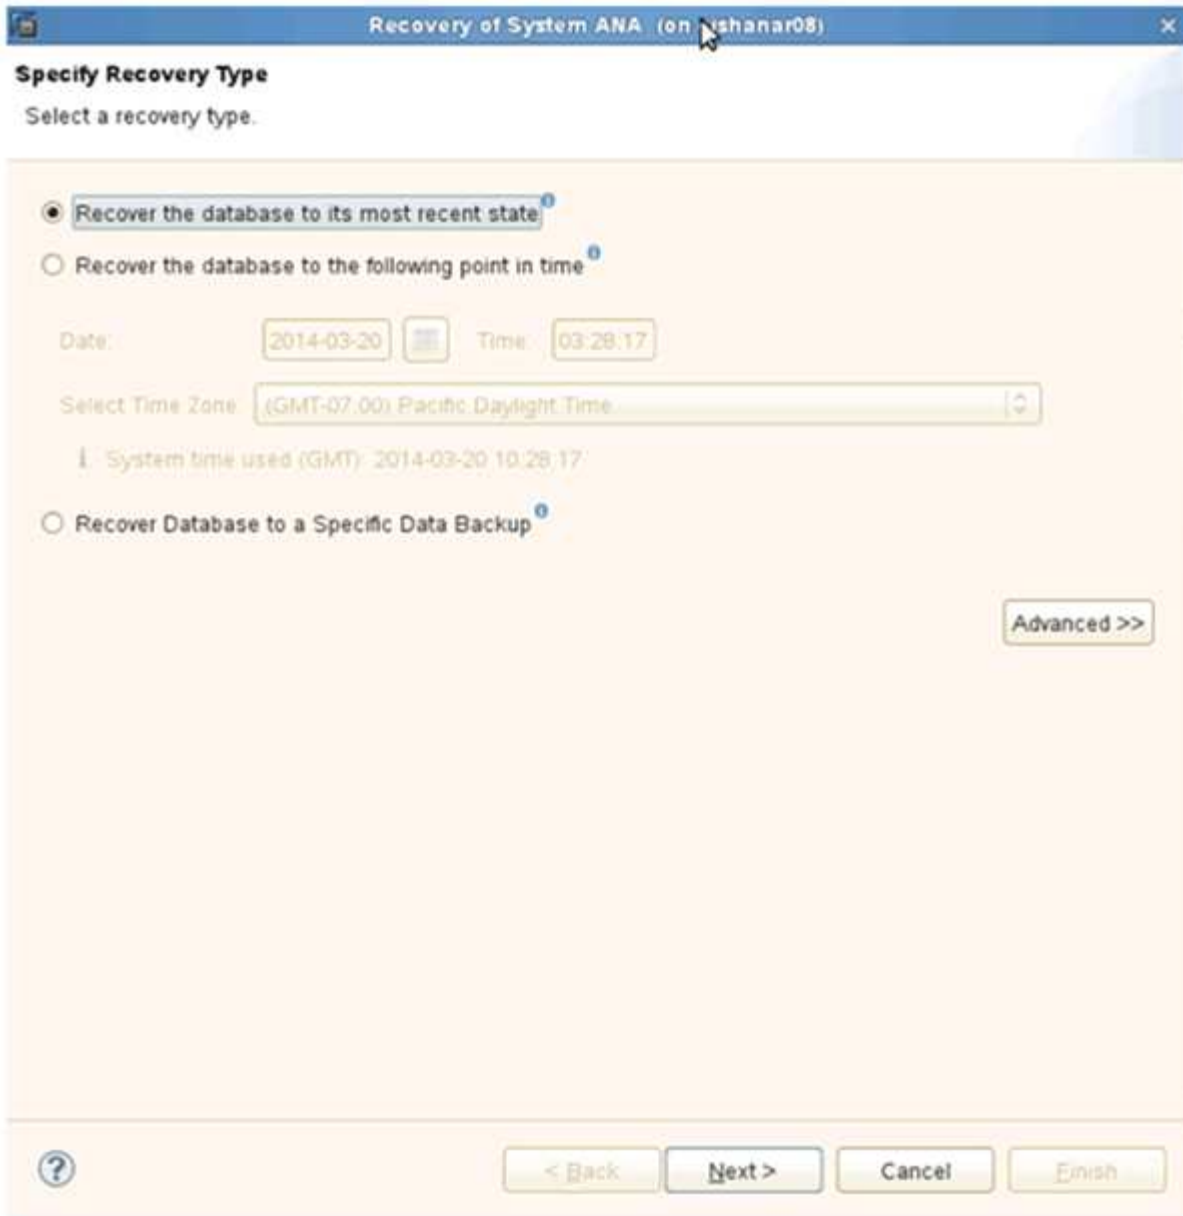 Recovery of System ANA (on shanar08)
Specify Recovery Type
Select a recovery type.
Recover the database to its most recent state
Recover the database to the following point in time
Date: 2014-03-20 Time: 03:28:17
Select Time Zone (GMT-07.00) Pacific Daylight Time
i System time used (GMT): 2014-03-20 10:28:17
Recover Database to a Specific Data Backup
Advanced >>
? < Back Next > Cancel Finish